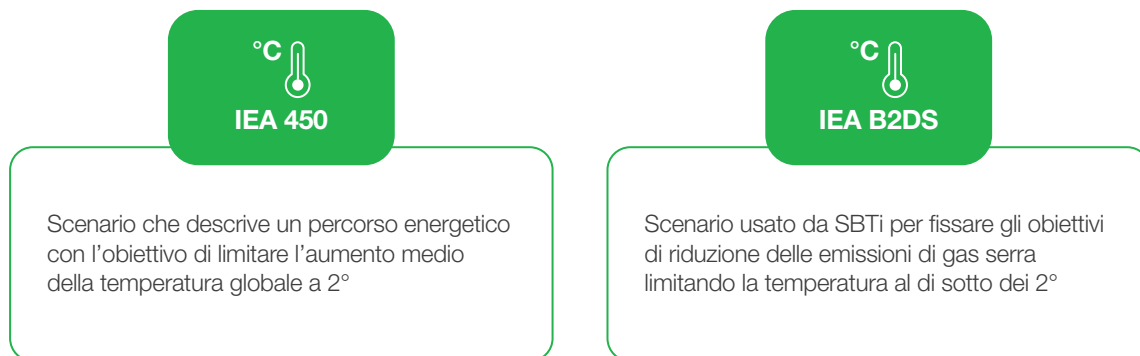 °C
IEA 450
Scenario che descrive un percorso energetico
con l’obiettivo di limitare l’aumento medio
della temperatura globale a 2°
°C
IEA B2DS
Scenario usato da SBTi per fissare gli obiettivi
di riduzione delle emissioni di gas serra
limitando la temperatura al di sotto dei 2°